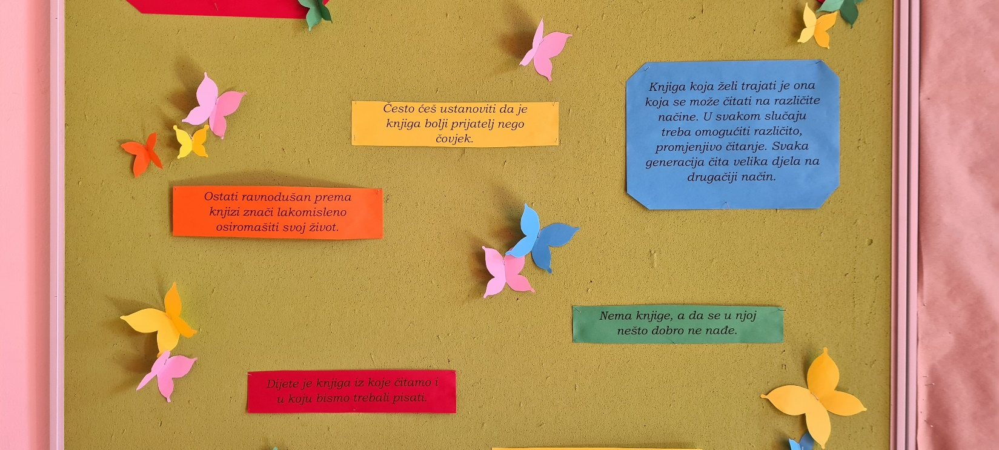 Često ćeš ustanoviti da je
knjiga bolji prijatelj nego
čovjek.
Knjiga koja želi trajati je ona
koja se može čitati na različite
načine. U svakom slučaju
treba omogućiti različito,
promjenjivo čitanje. Svaka
generacija čita velika djela na
drugačiji način.
Ostati ravnodušan prema
knjizi znači lakomisleno
osiromašiti svoj život.
Nema knjige, a da se u njoj
nešto dobro ne nađe.
Dijete je knjiga iz koje čitamo i
u koju bismo trebali pisati.